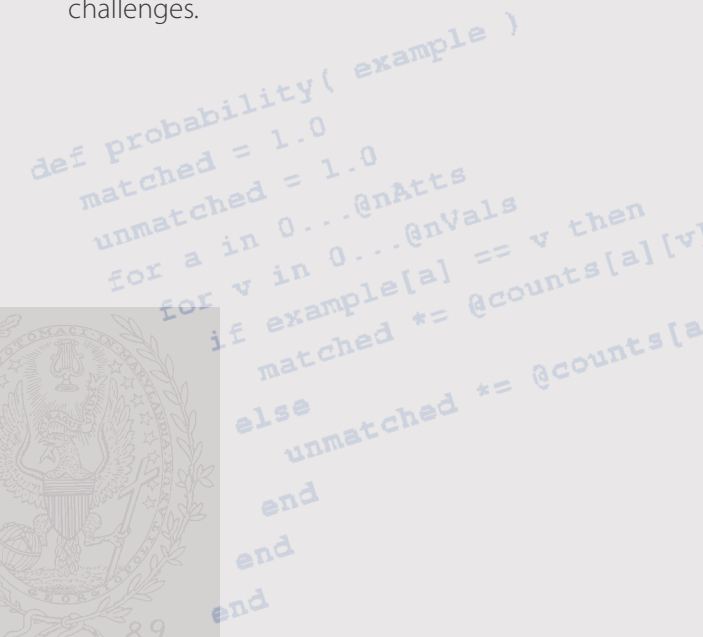 challenges.
def probability( example )
matched = 1.0
unmatched = 1.0
for a in 0...@nAtts
for v in 0...@nVals
if example[a] == v then
matched *= @counts[a][v]
else
unmatched *= @counts[a
end
end
end
89